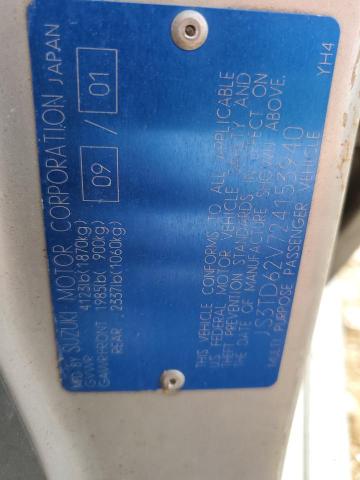 MFD BY SUZUKI MOTOR CORPORATION JAPAN
GVWR 4123lb(1870kg)
GAWR-FRONT 1985lb( 900kg) 09 / 01
REAR 2337lb(1060kg)
THIS VEHICLE CONFORMS TO ALL APPLICABLE
U.S. FEDERAL MOTOR VEHICLE SAFETY AND
THEFT PREVENTION STANDARDS IN EFFECT ON
THE DATE OF MANUFACTURE SHOWN ABOVE.
JS3TD62V724153940
MULTI PURPOSE PASSENGER VEHICLE
YH4